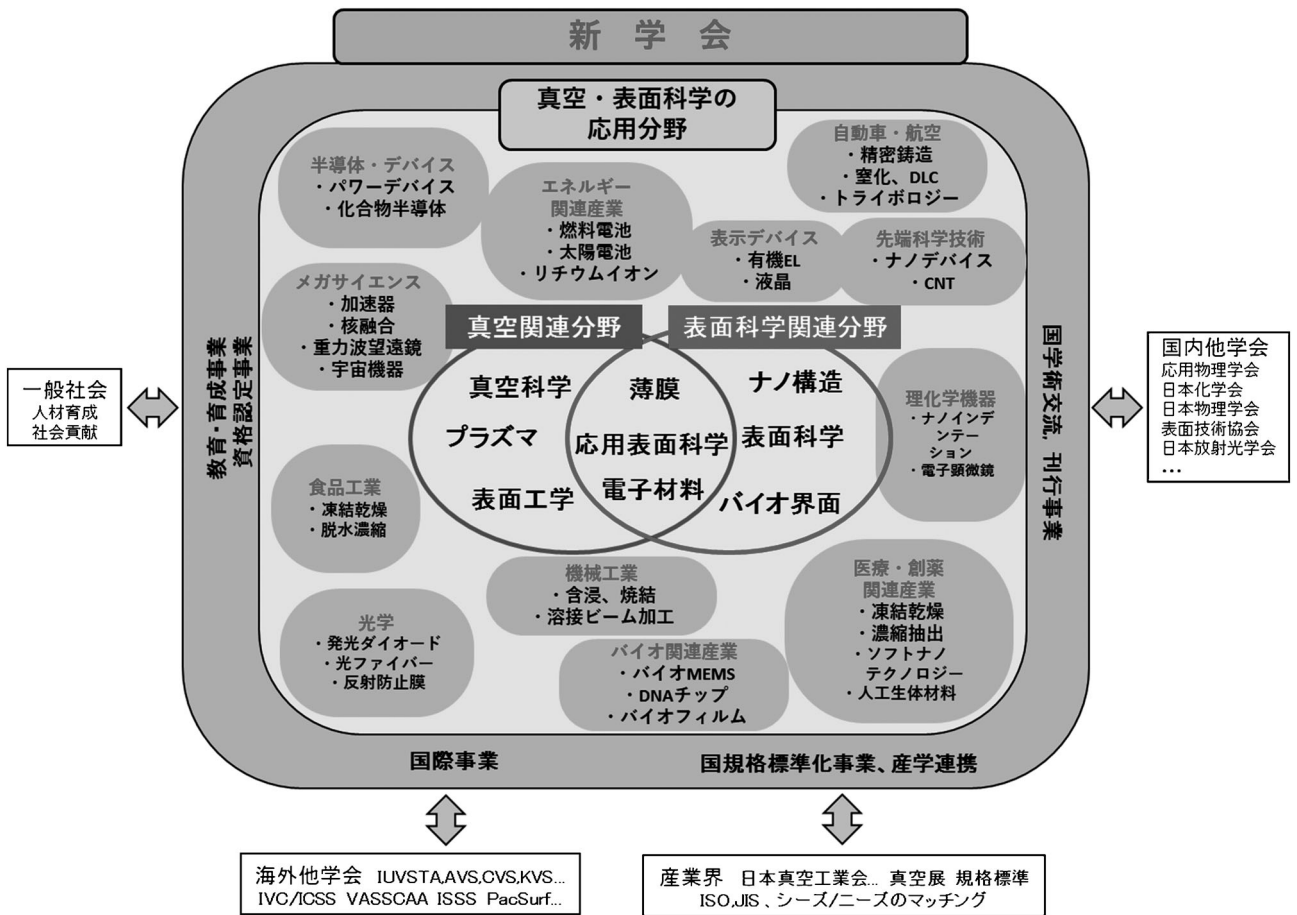 新 学 会
真空・表面科学の
応用分野
半導体・デバイス
・パワーデバイス
・化合物半導体
エネルギー
関連産業
・燃料電池
・太陽電池
・リチウムイオン
自動車・航空
・精密鋳造
・窒化、DLC
・トライボロジー
表示デバイス
・有機EL
・液晶
先端科学技術
・ナノデバイス
・CNT
メガサイエンス
・加速器
・核融合
・重力波望遠鏡
・宇宙機器
真空関連分野
表面科学関連分野
真空科学
プラズマ
表面工学
薄膜
応用表面科学
電子材料
ナノ構造
表面科学
バイオ界面
理化学機器
・ナノインデ
ンテー
ション
・電子顕微鏡
食品工業
・凍結乾燥
・脱水濃縮
機械工業
・含浸、焼結
・溶接ビーム加工
医療・創薬
関連産業
・凍結乾燥
・濃縮抽出
・ソフトナノ
テクノロジー
・人工生体材料
光学
・発光ダイオード
・光ファイバー
・反射防止膜
バイオ関連産業
・バイオMEMS
・DNAチップ
・バイオフィルム
教育・育成事業
資格認定事業
国学術交流, 刊行事業
国際事業
国規格標準化事業、産学連携
一般社会
人材育成
社会貢献
国内他学会
応用物理学会
日本化学会
日本物理学会
表面技術協会
日本放射光学会
…
海外他学会 IUVSTA,AVS,CVS,KVS...
IVC/ICSS VASSCAA ISSS PacSurf...
産業界 日本真空工業会... 真空展 規格標準
ISO,JIS 、シーズ/ニーズのマッチング